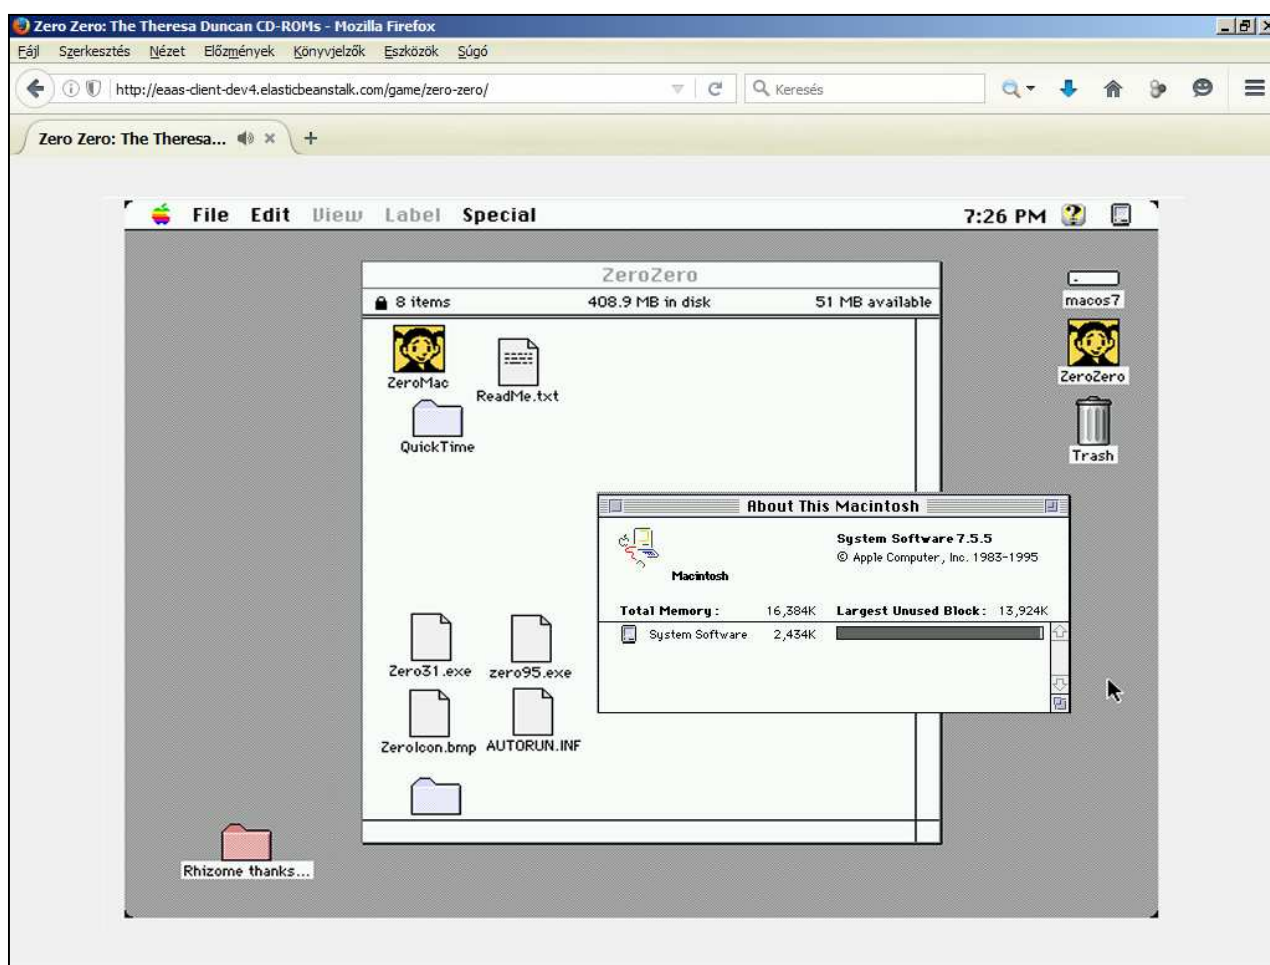 Zero Zero: The Theresa Duncan CD-ROMs - Mozilla Firefox
Fájl Szerkesztés Nézet Előzmények Könyvjelzők Eszközök Súgó
http://eaas-client-dev4.elasticbeanstalk.com/game/zero-zero/ Keresés
Zero Zero: The Theresa...
File Edit View Label Special 7:26 PM
ZeroZero
8 items 408.9 MB in disk 51 MB available
macos7
ZeroMac
ReadMe.txt
ZeroZero
QuickTime
Trash
About This Macintosh
System Software 7.5.5
© Apple Computer, Inc. 1983-1995
Macintosh
Total Memory: 16,384K Largest Unused Block: 13,924K
System Software 2,434K
Zero31.exe zero95.exe
ZeroIcon.bmp AUTORUN.INF
Rhizome thanks...